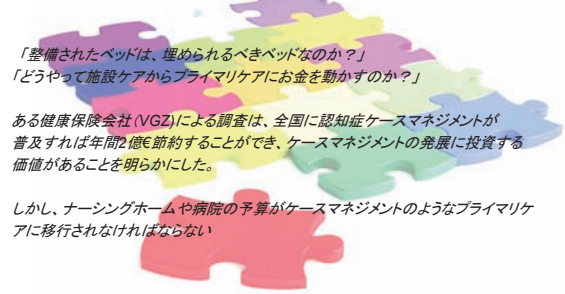 「整備されたベッドは、埋められるべきベッドなのか？」
「どうやって施設ケアからプライマリケアにお金を動かすのか？」
ある健康保険会社(VGZ)による調査は、全国に認知症ケースマネジメントが
普及すれば年間2億€節約することができ、ケースマネジメントの発展に投資する
価値があることを明らかにした。
しかし、ナーシングホームや病院の予算がケースマネジメントのようなプライマリケ
アに移行されなければならない